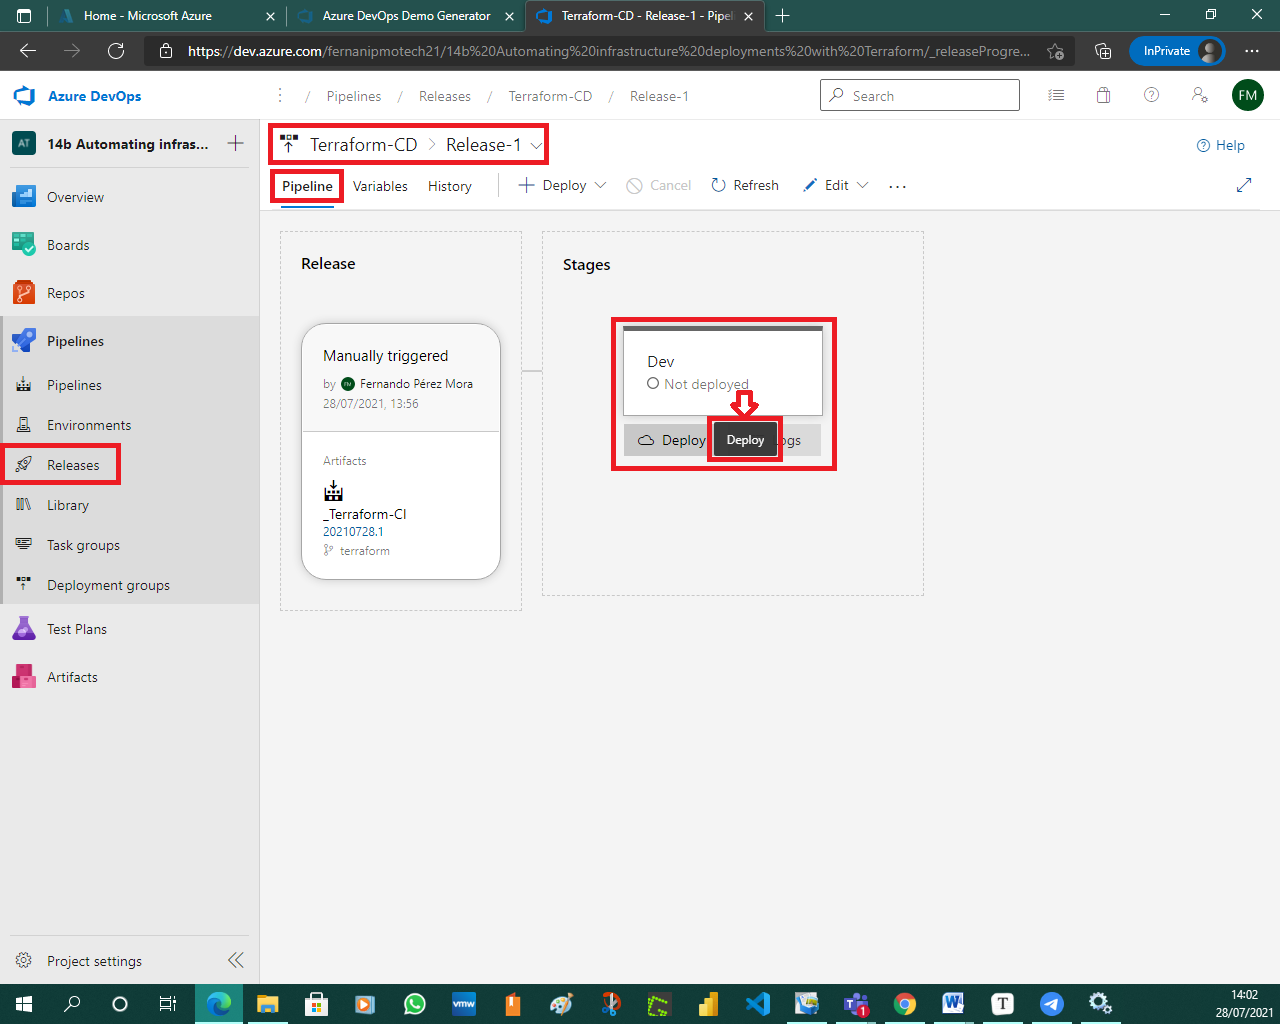 Home - Microsoft Azure
Azure DevOps Demo Generator
Terraform-CD - Release-1 - Pipel
https://dev.azure.com/fernanipmotech21/14b%20Automating%20infrastructure%20deployments%20with%20Terraform/_releaseProgre...
InPrivate
Azure DevOps
/ Pipelines / Releases / Terraform-CD / Release-1
Search
FM
AT
14b Automating infras...
Terraform-CD > Release-1
Help
Pipeline
Variables
History
Deploy
Cancel
Refresh
Edit
Overview
Boards
Repos
Pipelines
Pipelines
Environments
Releases
Library
Task groups
Deployment groups
Test Plans
Artifacts
Project settings
Release
Manually triggered
by FM Fernando Pérez Mora
28/07/2021, 13:56
Artifacts
_Terraform-CI
20210728.1
terraform
Stages
Dev
Not deployed
Deploy
Deploy
ogs
vmw
1
W
T
14:02
28/07/2021